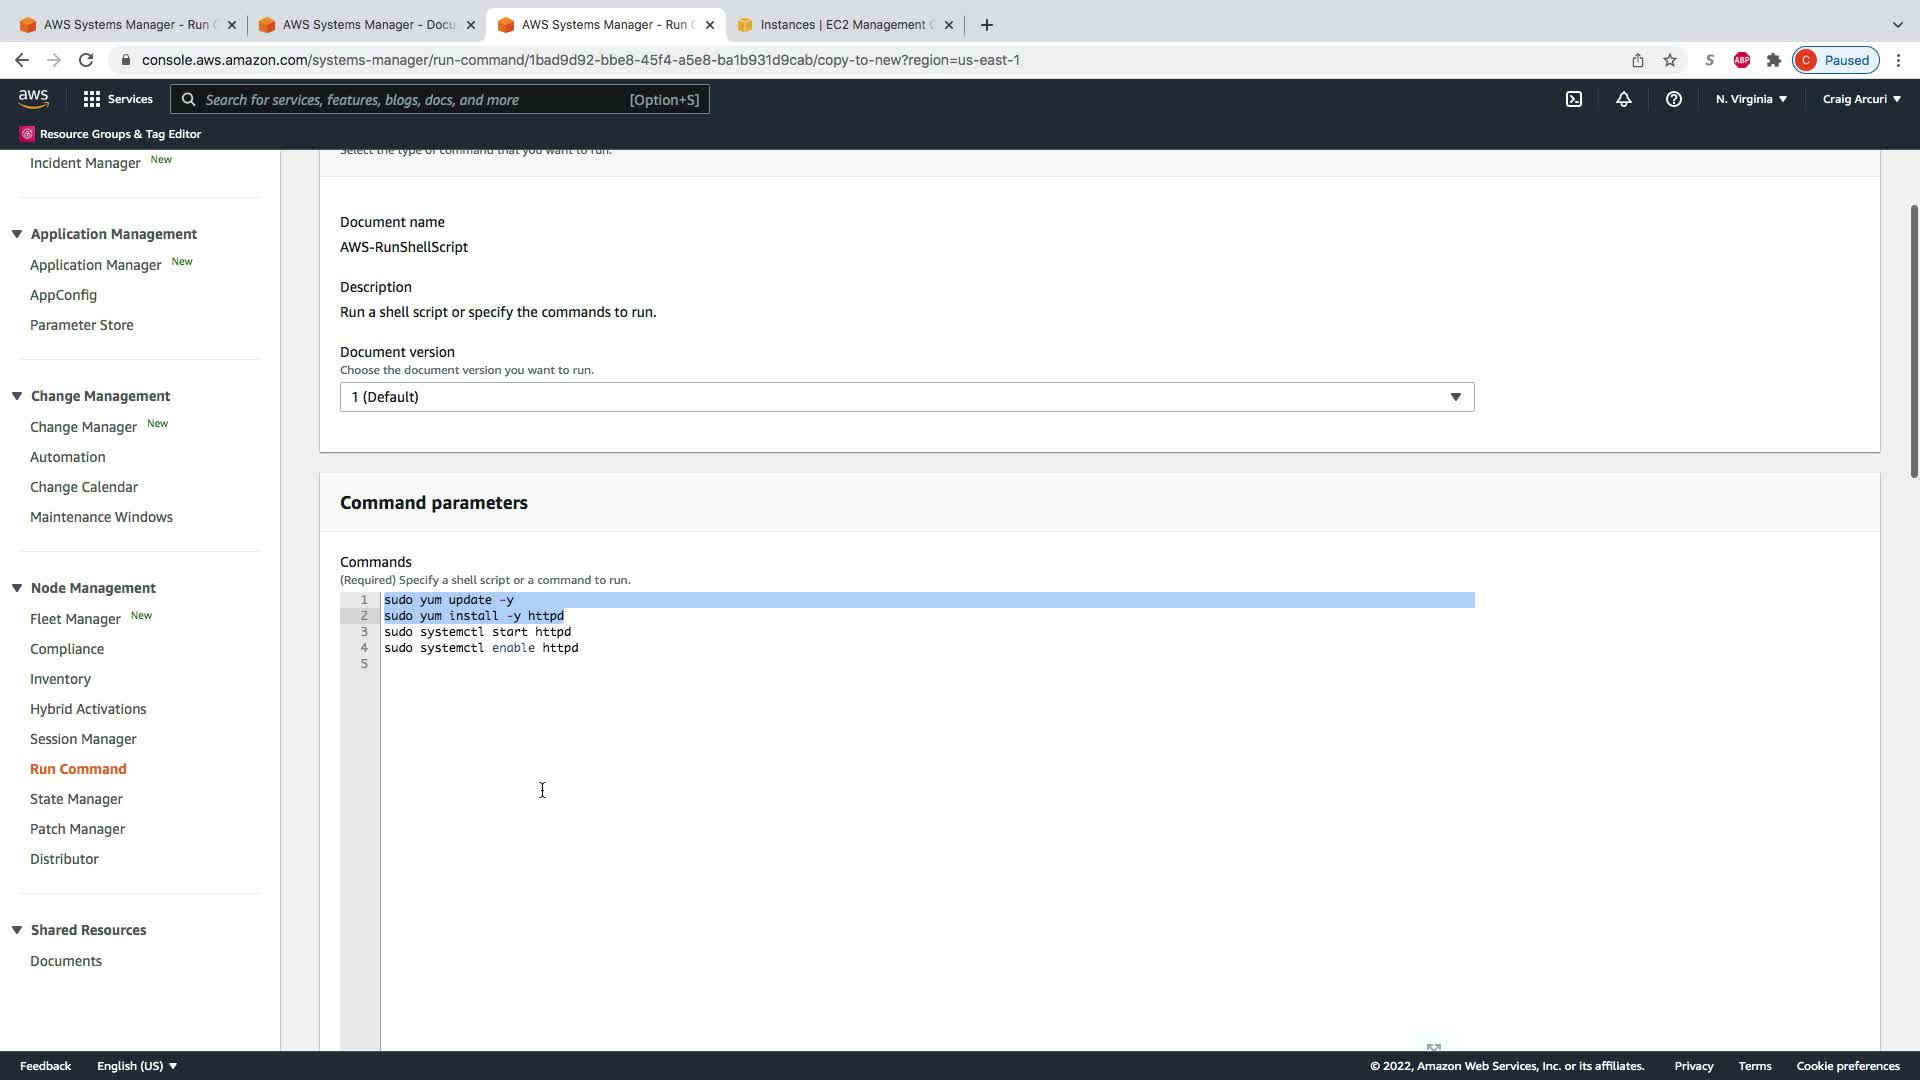 AWS Systems Manager - Run C
AWS Systems Manager - Docu
AWS Systems Manager - Run C
Instances | EC2 Management C
console.aws.amazon.com/systems-manager/run-command/1bad9d92-bbe8-45f4-a5e8-ba1b931d9cab/copy-to-new?region=us-east-1
S
ABP
C Paused
aws
Services
Search for services, features, blogs, docs, and more [Option+S]
N. Virginia
Craig Arcuri
Resource Groups & Tag Editor
Incident Manager New
Application Management
Application Manager New
AppConfig
Parameter Store
Change Management
Change Manager New
Automation
Change Calendar
Maintenance Windows
Node Management
Fleet Manager New
Compliance
Inventory
Hybrid Activations
Session Manager
Run Command
State Manager
Patch Manager
Distributor
Shared Resources
Documents
Select the type of command that you want to run.
Document name
AWS-RunShellScript
Description
Run a shell script or specify the commands to run.
Document version
Choose the document version you want to run.
1 (Default)
Command parameters
Commands
(Required) Specify a shell script or a command to run.
1 sudo yum update -y
2 sudo yum install -y httpd
3 sudo systemctl start httpd
4 sudo systemctl enable httpd
5
Feedback
English (US)
© 2022, Amazon Web Services, Inc. or its affiliates.
Privacy
Terms
Cookie preferences